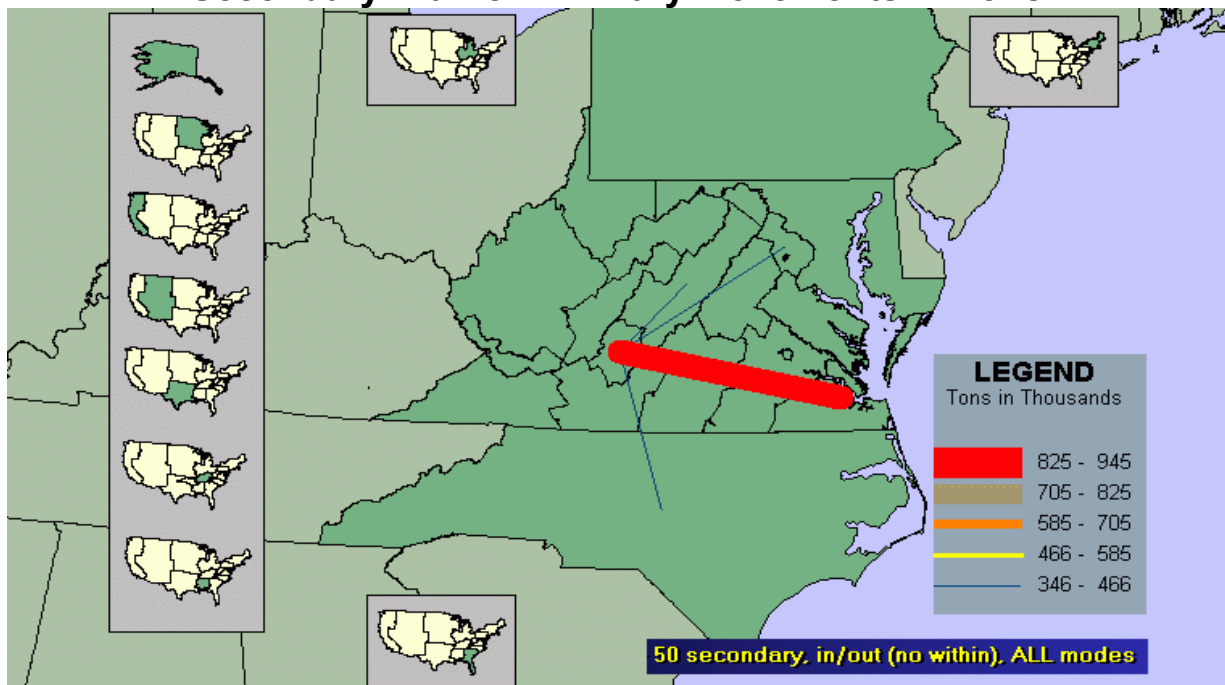 LEGEND
Tons in Thousands
825 - 945
705 - 825
585 - 705
466 - 585
346 - 466
50 secondary, in/out (no within), ALL modes